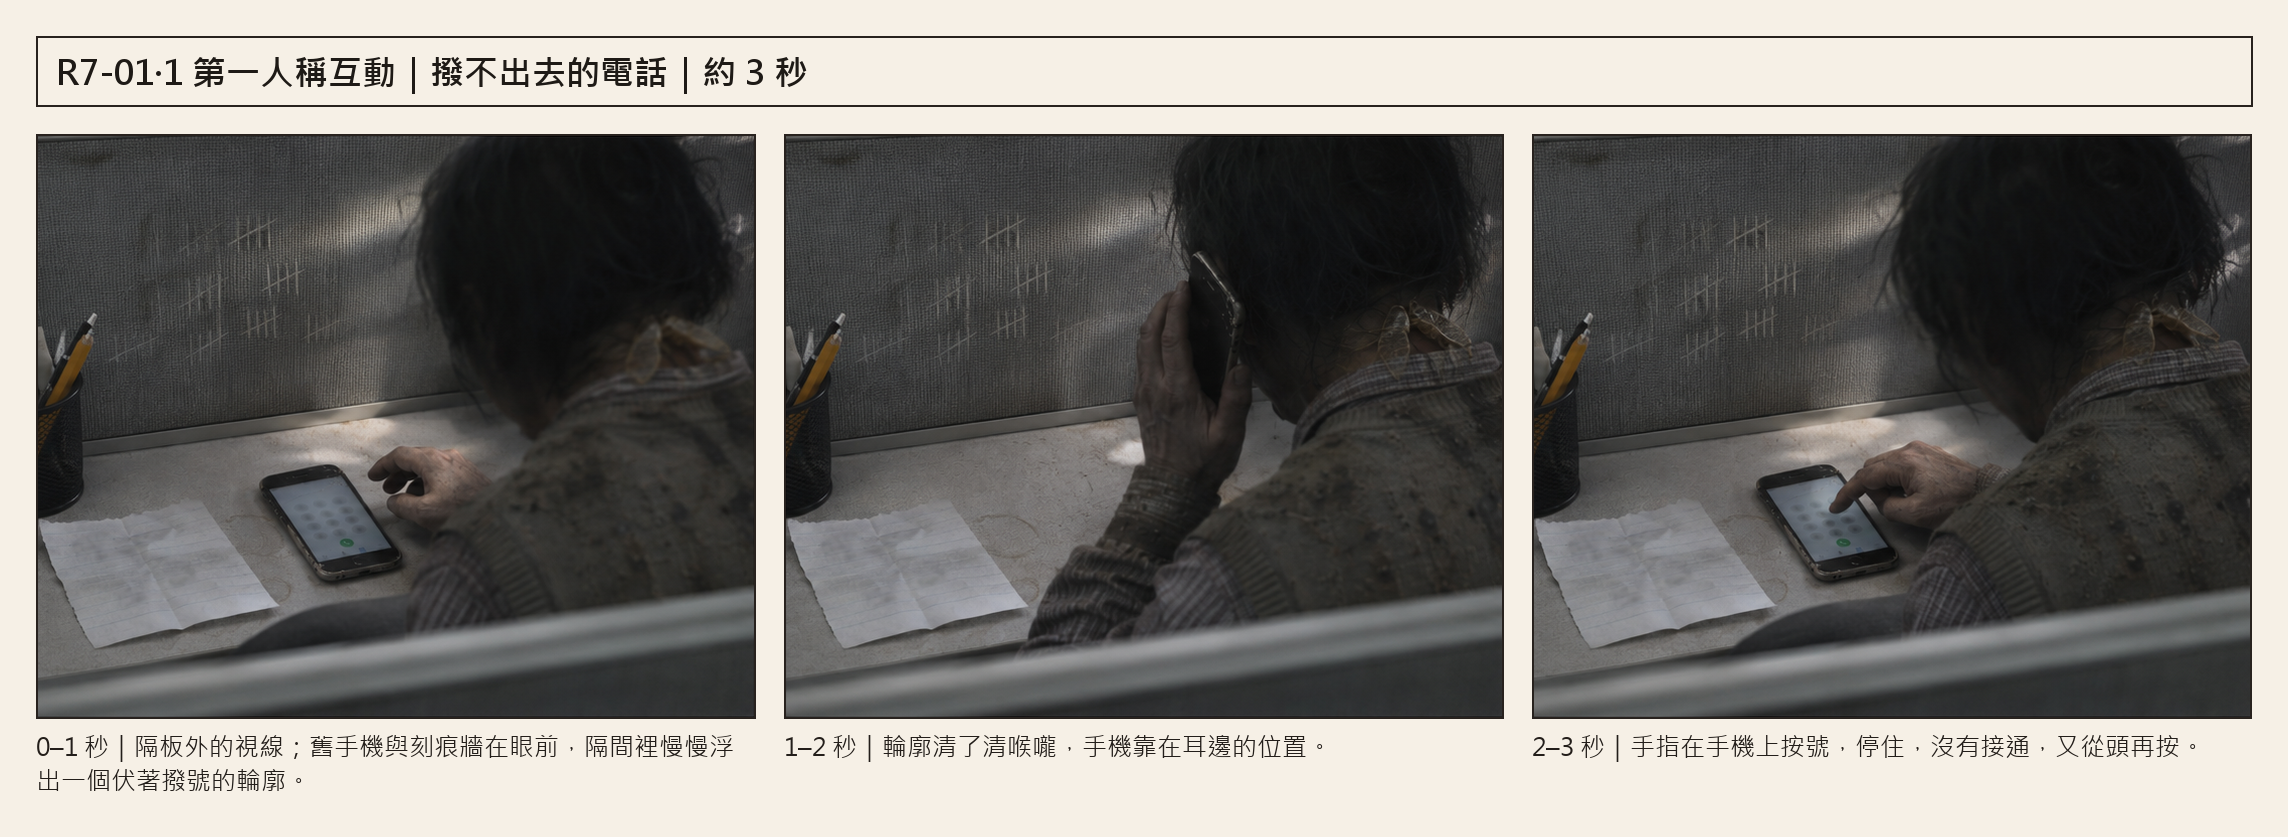 R7-01·1 第一人稱互動｜撥不出去的電話｜約 3 秒
0–1 秒｜隔板外的視線；舊手機與刻痕牆在眼前，隔間裡慢慢浮
出一個伏著撥號的輪廓。
1–2 秒｜輪廓清了清喉嚨，手機靠在耳邊的位置。
2–3 秒｜手指在手機上按號，停住，沒有接通，又從頭再按。